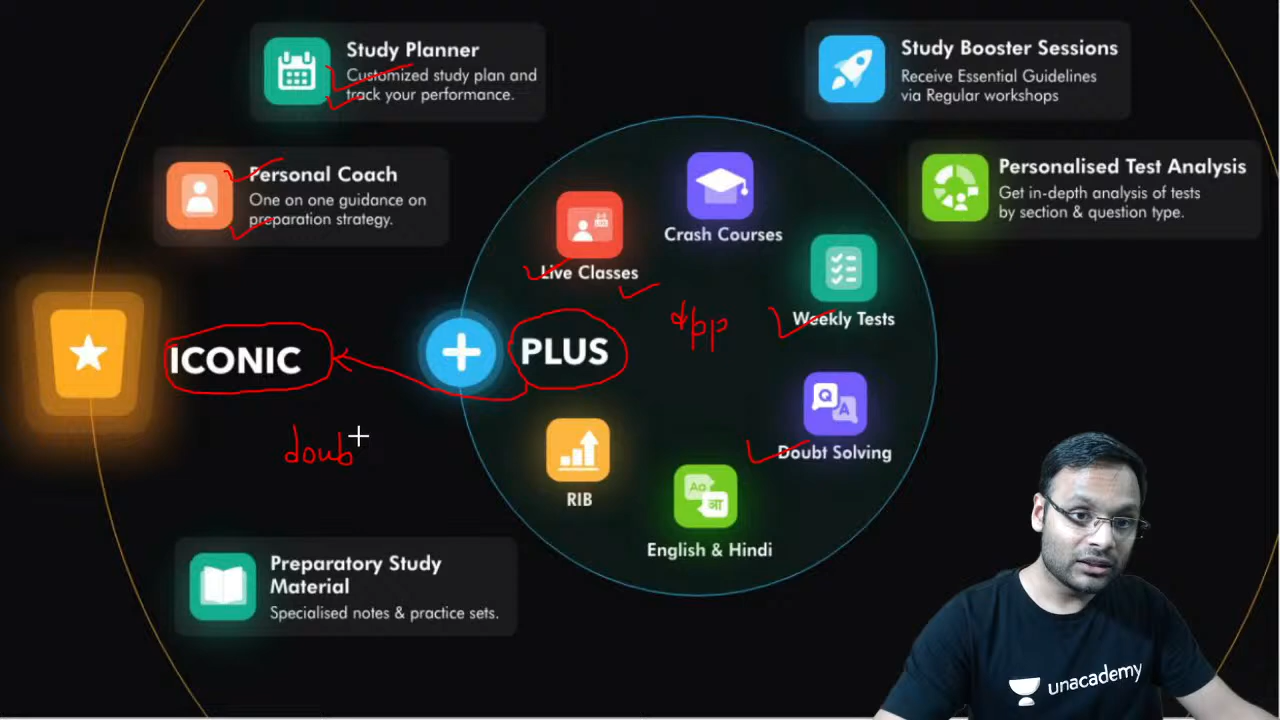 Study Planner
Customized study plan and
track your performance.
Study Booster Sessions
Receive Essential Guidelines
via Regular workshops
Personal Coach
One on one guidance on
preparation strategy.
Personalised Test Analysis
Get in-depth analysis of tests
by section & question type.
Crash Courses
Live Classes
Weekly Tests
dpp
ICONIC
PLUS
doub
Doubt Solving
Q
A
RIB
Aa
अ
English & Hindi
Preparatory Study
Material
Specialised notes & practice sets.
unacademy